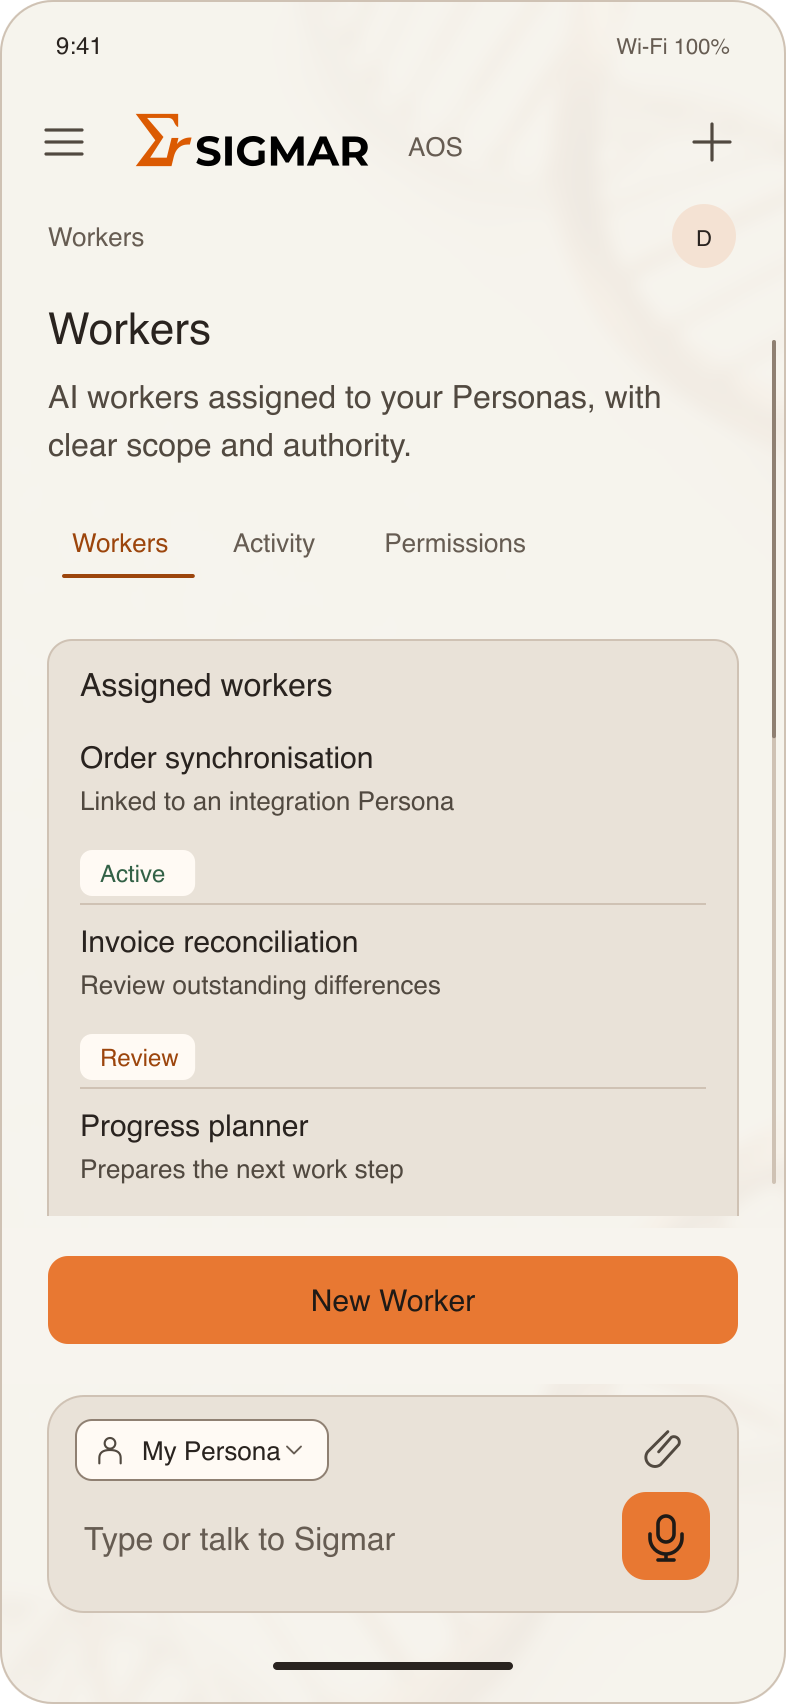 9:41
Wi-Fi 100%
Σr SIGMAR
AOS
Workers
D
Workers
AI workers assigned to your Personas, with
clear scope and authority.
Workers
Activity
Permissions
Assigned workers
Order synchronisation
Linked to an integration Persona
Active
Invoice reconciliation
Review outstanding differences
Review
Progress planner
Prepares the next work step
New Worker
My Persona
Type or talk to Sigmar